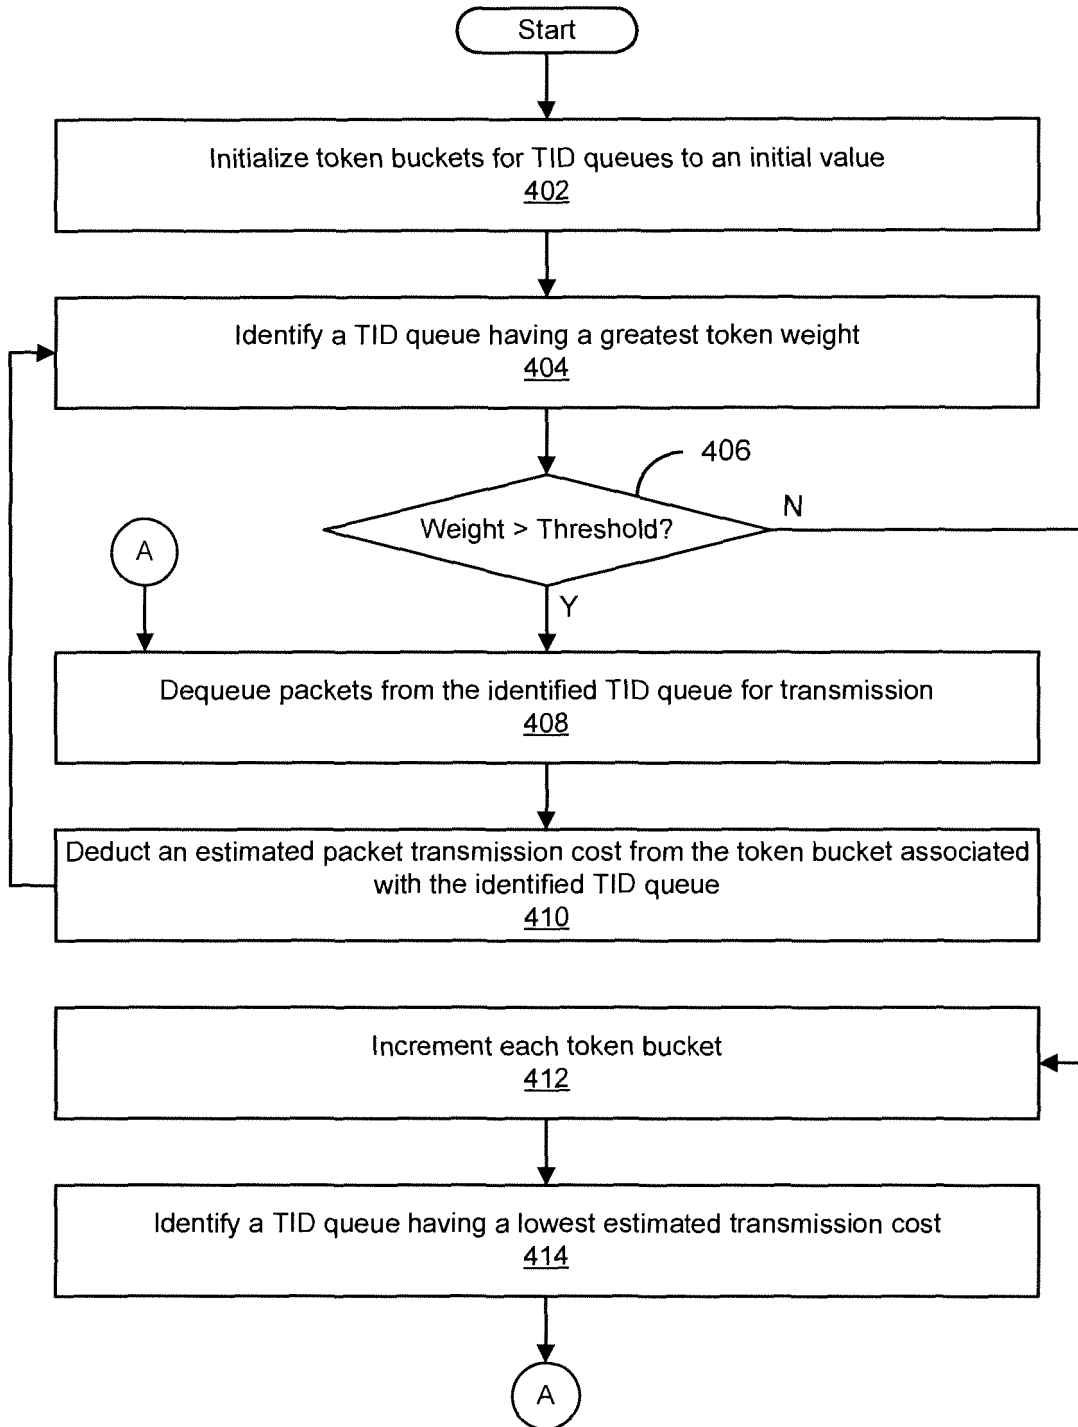 Start
Initialize token buckets for TID queues to an initial value
402
Identify a TID queue having a greatest token weight
404
406
Weight > Threshold?
N
A
Y
Dequeue packets from the identified TID queue for transmission
408
Deduct an estimated packet transmission cost from the token bucket associated
with the identified TID queue
410
Increment each token bucket
412
Identify a TID queue having a lowest estimated transmission cost
414
A